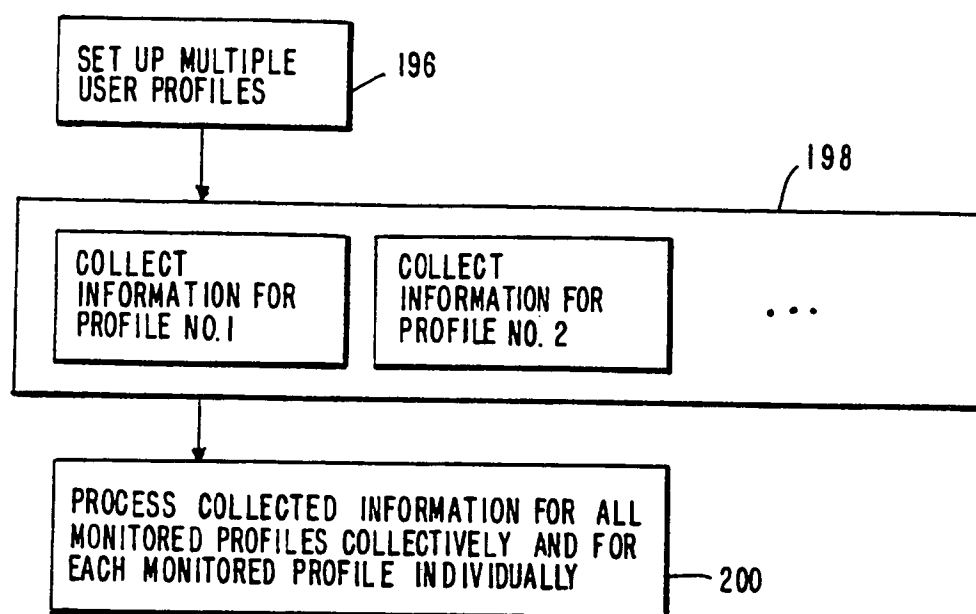 SET UP MULTIPLE
USER PROFILES
196
198
COLLECT
INFORMATION FOR
PROFILE NO. 1
COLLECT
INFORMATION FOR
PROFILE NO. 2
...
PROCESS COLLECTED INFORMATION FOR ALL
MONITORED PROFILES COLLECTIVELY AND FOR
EACH MONITORED PROFILE INDIVIDUALLY
200